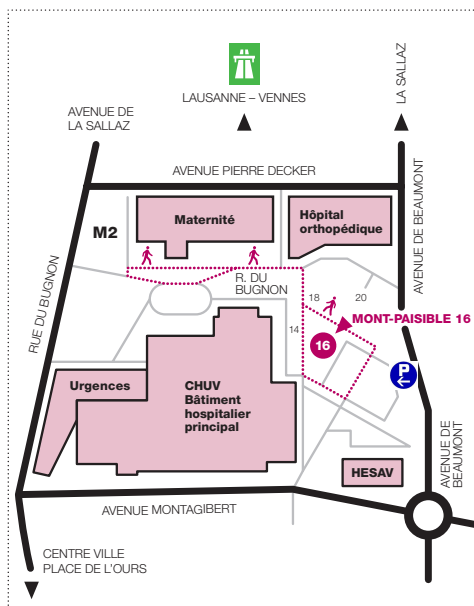 LAUSANNE – VENNES
LA SALLAZ
AVENUE DE
LA SALLAZ
AVENUE PIERRE DECKER
AVENUE DE BEAUMONT
Maternité
Hôpital
orthopédique
M2
RUE DU BUGNON
R. DU
BUGNON
18
20
MONT-PAISIBLE 16
14
16
P
Urgences
CHUV
Bâtiment
hospitalier
principal
HESAV
AVENUE DE
BEAUMONT
AVENUE MONTAGIBERT
CENTRE VILLE
PLACE DE L'OURS